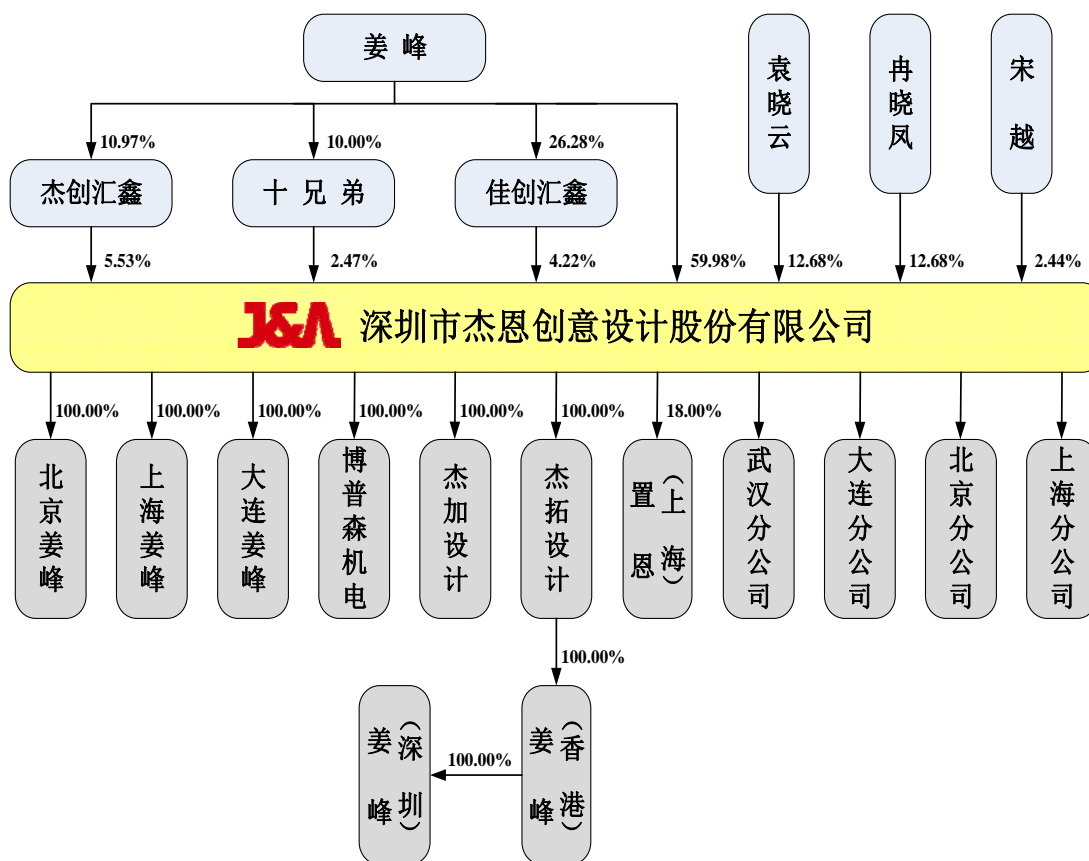 姜 峰
袁晓云
冉晓凤
宋越
10.97%
10.00%
26.28%
杰创汇鑫
十 兄 弟
佳创汇鑫
5.53%
2.47%
4.22%
59.98%
12.68%
12.68%
2.44%
J&A 深圳市杰恩创意设计股份有限公司
100.00%
100.00%
100.00%
100.00%
100.00%
100.00%
18.00%
北京姜峰
上海姜峰
大连姜峰
博普森机电
杰加设计
杰拓设计
置恩
（上海）
武汉分公司
大连分公司
北京分公司
上海分公司
100.00%
姜峰
（深圳）
100.00%
姜峰
（香港）